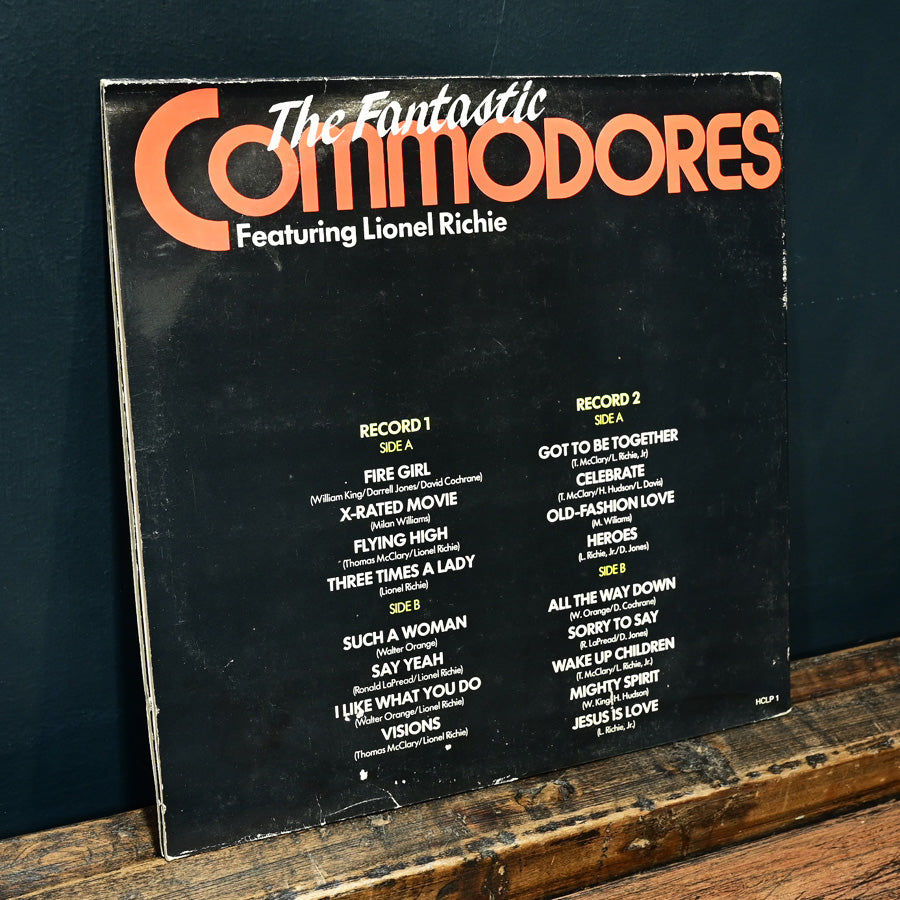 The Fantastic
COMMODORES
Featuring Lionel Richie
RECORD 1
SIDE A
FIRE GIRL
(William King/Darrell Jones/David Cochrane)
X-RATED MOVIE
(Milan Williams)
FLYING HIGH
(Thomas McClary/Lionel Richie)
THREE TIMES A LADY
(Lionel Richie)
SIDE B
SUCH A WOMAN
(Walter Orange)
SAY YEAH
(Ronald LaPread/Lionel Richie)
I LIKE WHAT YOU DO
(Walter Orange/Lionel Richie)
VISIONS
(Thomas McClary/Lionel Richie)
RECORD 2
SIDE A
GOT TO BE TOGETHER
(T. McClary/L. Richie, Jr)
CELEBRATE
(T. McClary/H. Hudson/L. Davis)
OLD-FASHION LOVE
(M. Wiliams)
HEROES
(L. Richie, Jr./D. Jones)
SIDE B
ALL THE WAY DOWN
(W. Orange/D. Cochrane)
SORRY TO SAY
(R. LaPread/D. Jones)
WAKE UP CHILDREN
(T. McClary/L. Richie, Jr.)
MIGHTY SPIRIT
(W. King/H. Hudson)
JESUS IS LOVE
(L. Richie, Jr.)
HCLP 1